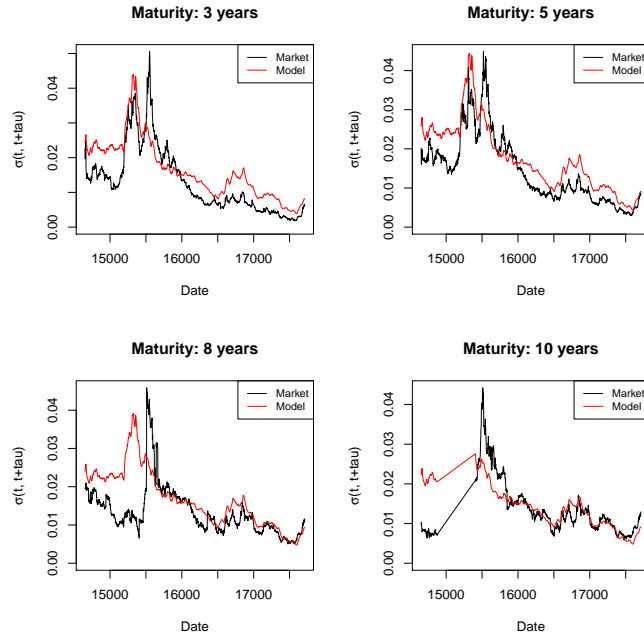 Maturity: 3 years
σ(t, t+tau)
0.00 0.02 0.04
Market
Model
15000 16000 17000
Date
Maturity: 5 years
σ(t, t+tau)
0.00 0.01 0.02 0.03 0.04
Market
Model
15000 16000 17000
Date
Maturity: 8 years
σ(t, t+tau)
0.00 0.01 0.02 0.03 0.04
Market
Model
15000 16000 17000
Date
Maturity: 10 years
σ(t, t+tau)
0.00 0.01 0.02 0.03 0.04
Market
Model
15000 16000 17000
Date